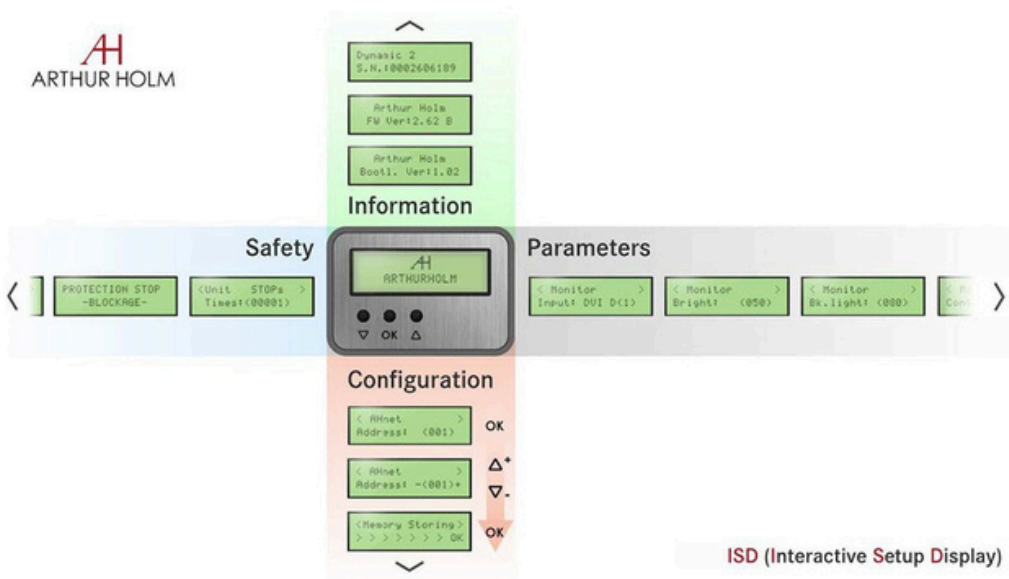 AH
ARTHUR HOLM
Dynamic 2
S.N.:0002606189
Arthur Holm
FW Ver:2.62 B
Arthur Holm
Bootl. Ver:1.02
Information
Safety
Parameters
PROTECTION STOP
-BLOCKAGE-
<Unit STOPs >
Times:(00001)
AH
ARTHURHOLM
▽ OK △
< Monitor >
Input: DVI D(1)
< Monitor >
Bright: (050)
< Monitor >
Bk.light: (080)
Configuration
< AHnet >
Address: (001)
OK
< AHnet >
Address: -(001)+
△+
▽-
<Memory Storing>
> > > > > > > OK
OK
ISD (Interactive Setup Display)